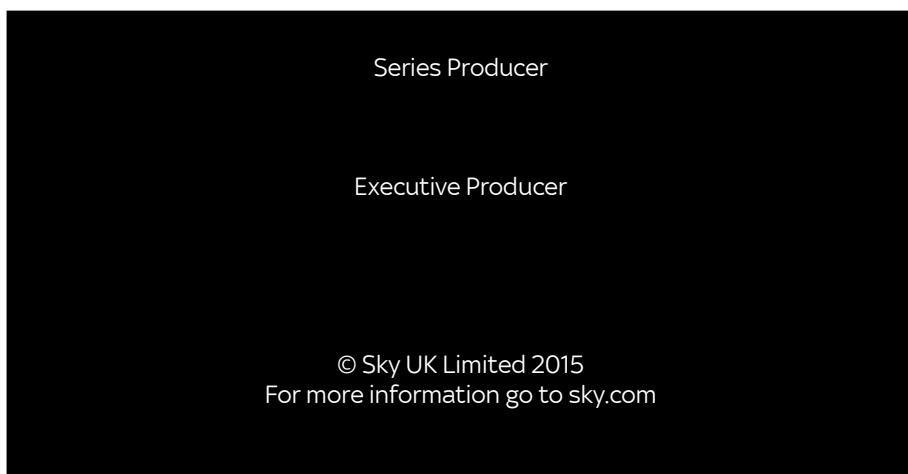 Series Producer
Executive Producer
© Sky UK Limited 2015
For more information go to sky.com